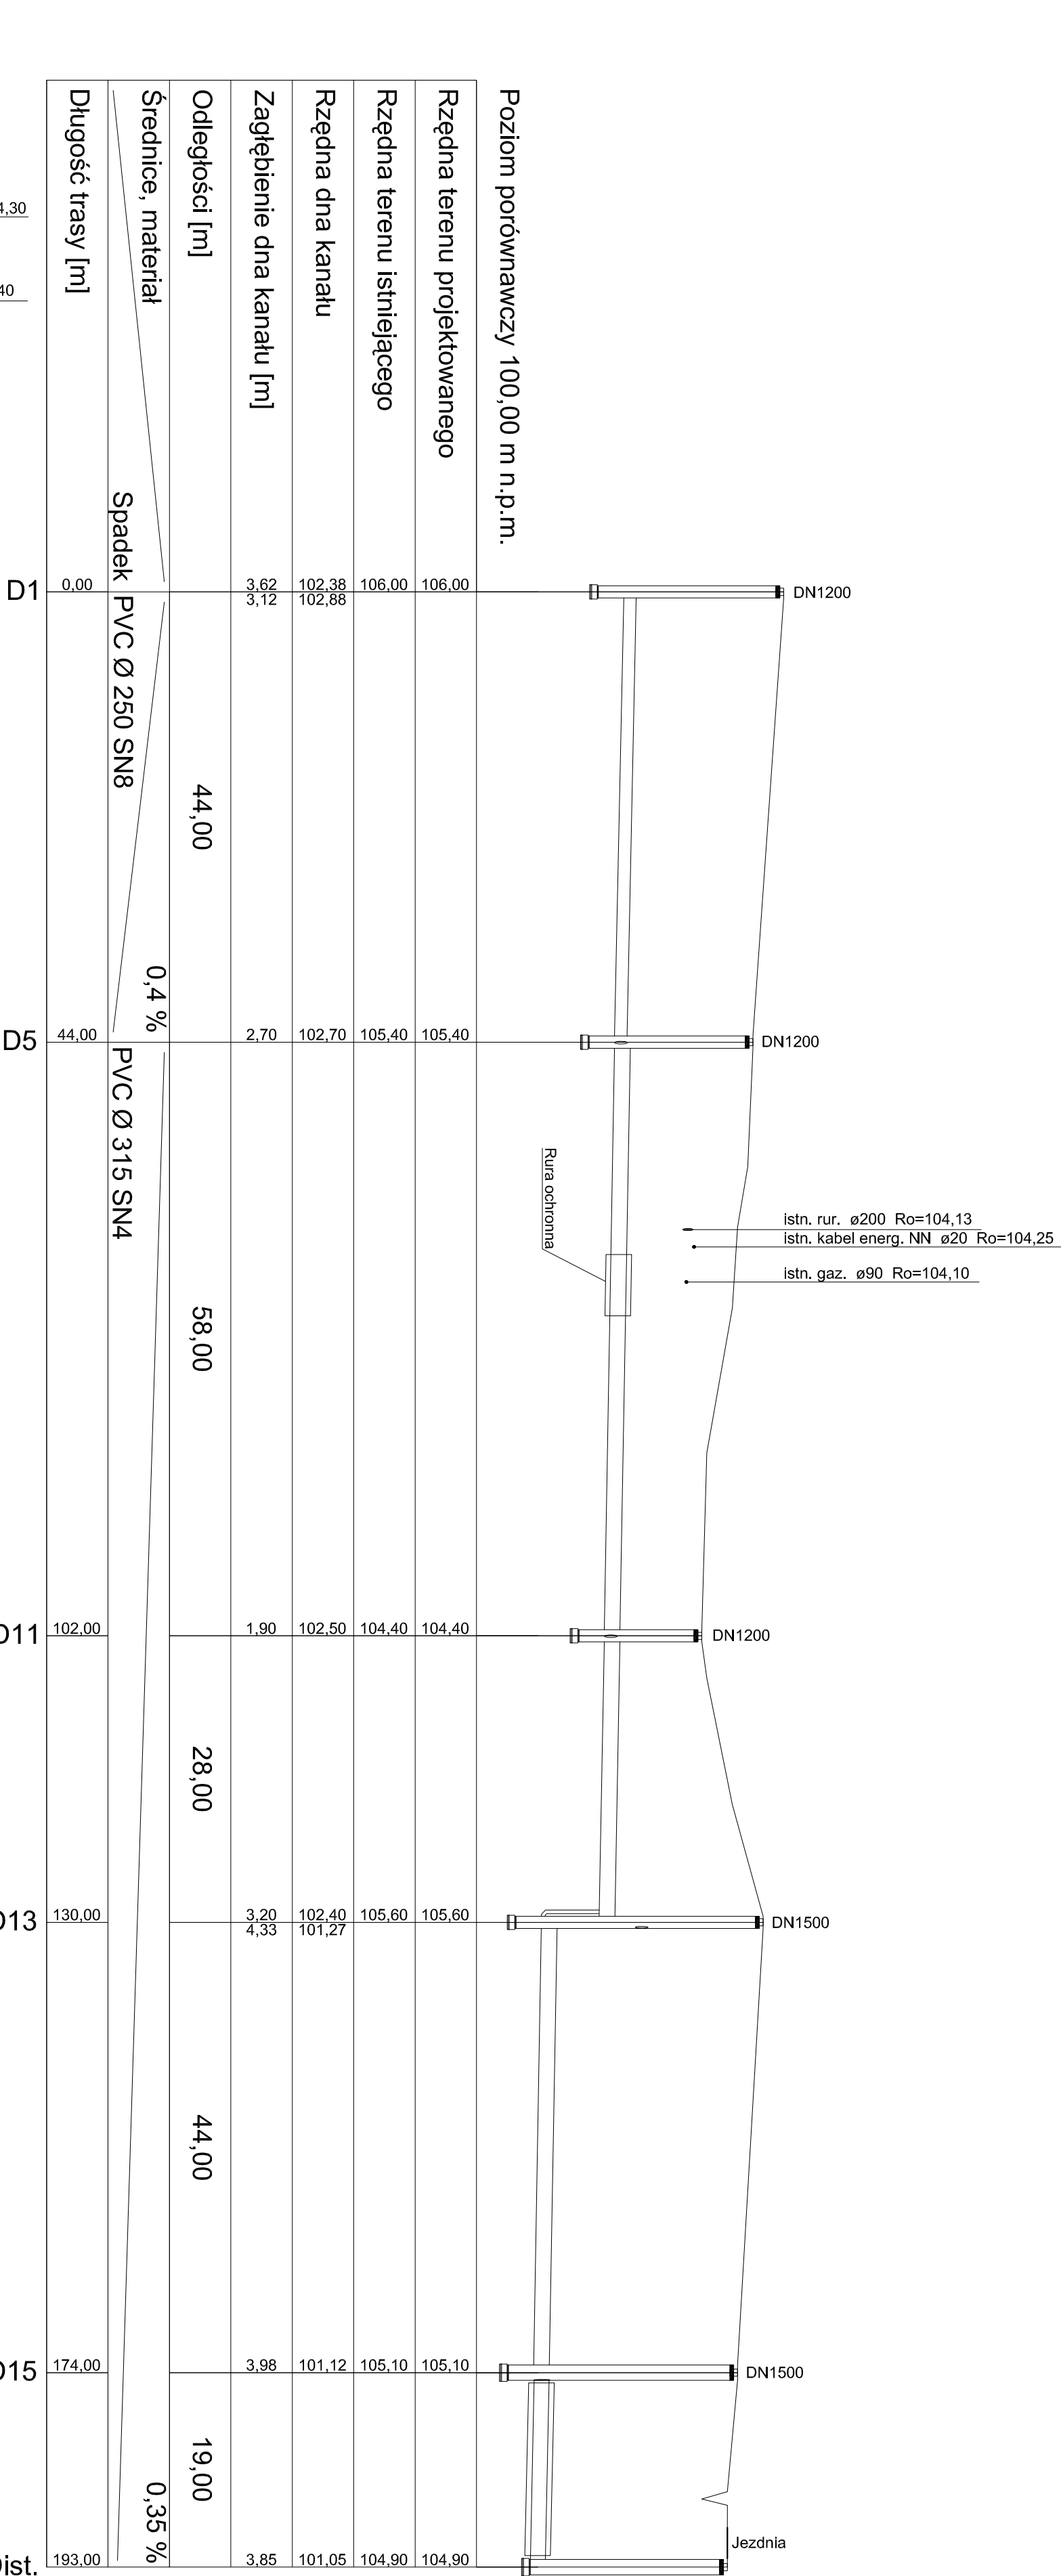 Poziom porównawczy 100,00 m n.p.m.
Rzędna terenu projektowanego
106,00
105,40
104,40
105,60
105,10
104,90
Rzędna terenu istniejącego
106,00
105,40
104,40
105,60
105,10
104,90
Rzędna dna kanału
102,38
102,88
102,70
102,50
102,40
101,27
101,12
101,05
Zagłębienie dna kanału [m]
3,62
3,12
2,70
1,90
3,20
4,33
3,98
3,85
Odległości [m]
44,00
58,00
28,00
44,00
19,00
Średnice, materiał
Spadek
PVC Ø 250 SN8
0,4 %
PVC Ø 315 SN4
0,35 %
Długość trasy [m]
0,00
44,00
102,00
130,00
174,00
193,00
D1
D5
D11
D13
D15
ist.
DN1200
DN1200
Rura ochronna
istn. rur. ø200 Ro=104,13
istn. kabel energ. NN ø20 Ro=104,25
istn. gaz. ø90 Ro=104,10
DN1200
DN1500
DN1500
Jezdnia
4,30
40